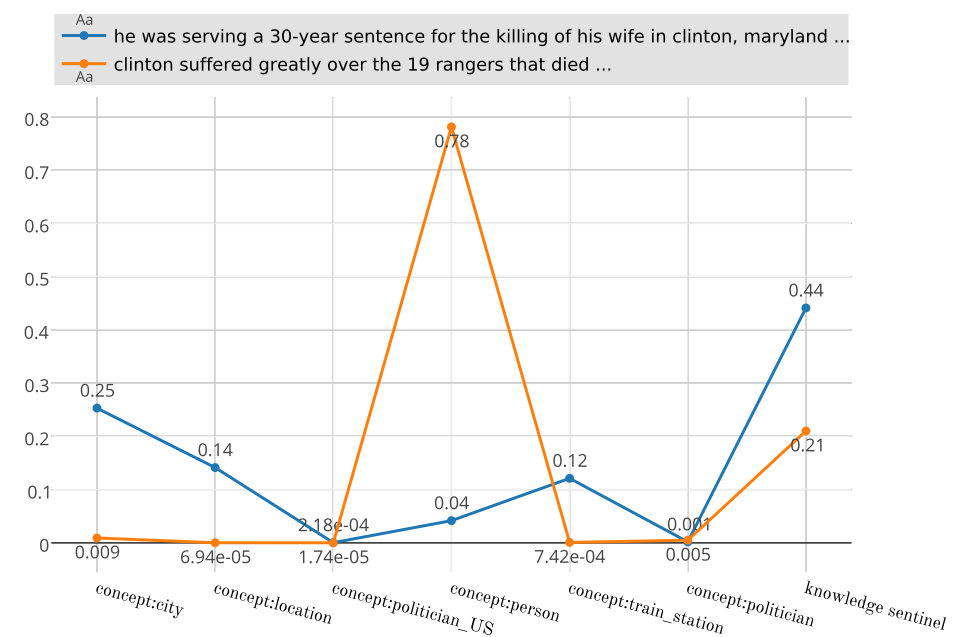 Aa
he was serving a 30-year sentence for the killing of his wife in clinton, maryland ...
clinton suffered greatly over the 19 rangers that died ...
Aa
0.8
0.7
0.6
0.5
0.4
0.3
0.2
0.1
0
0.25
0.14
2.18e-04
0.04
0.12
0.001
0.44
0.009
6.94e-05
1.74e-05
0.78
7.42e-04
0.005
0.21
concept:city
concept:location
concept:politician_US
concept:person
concept:train_station
concept:politician
knowledge sentinel